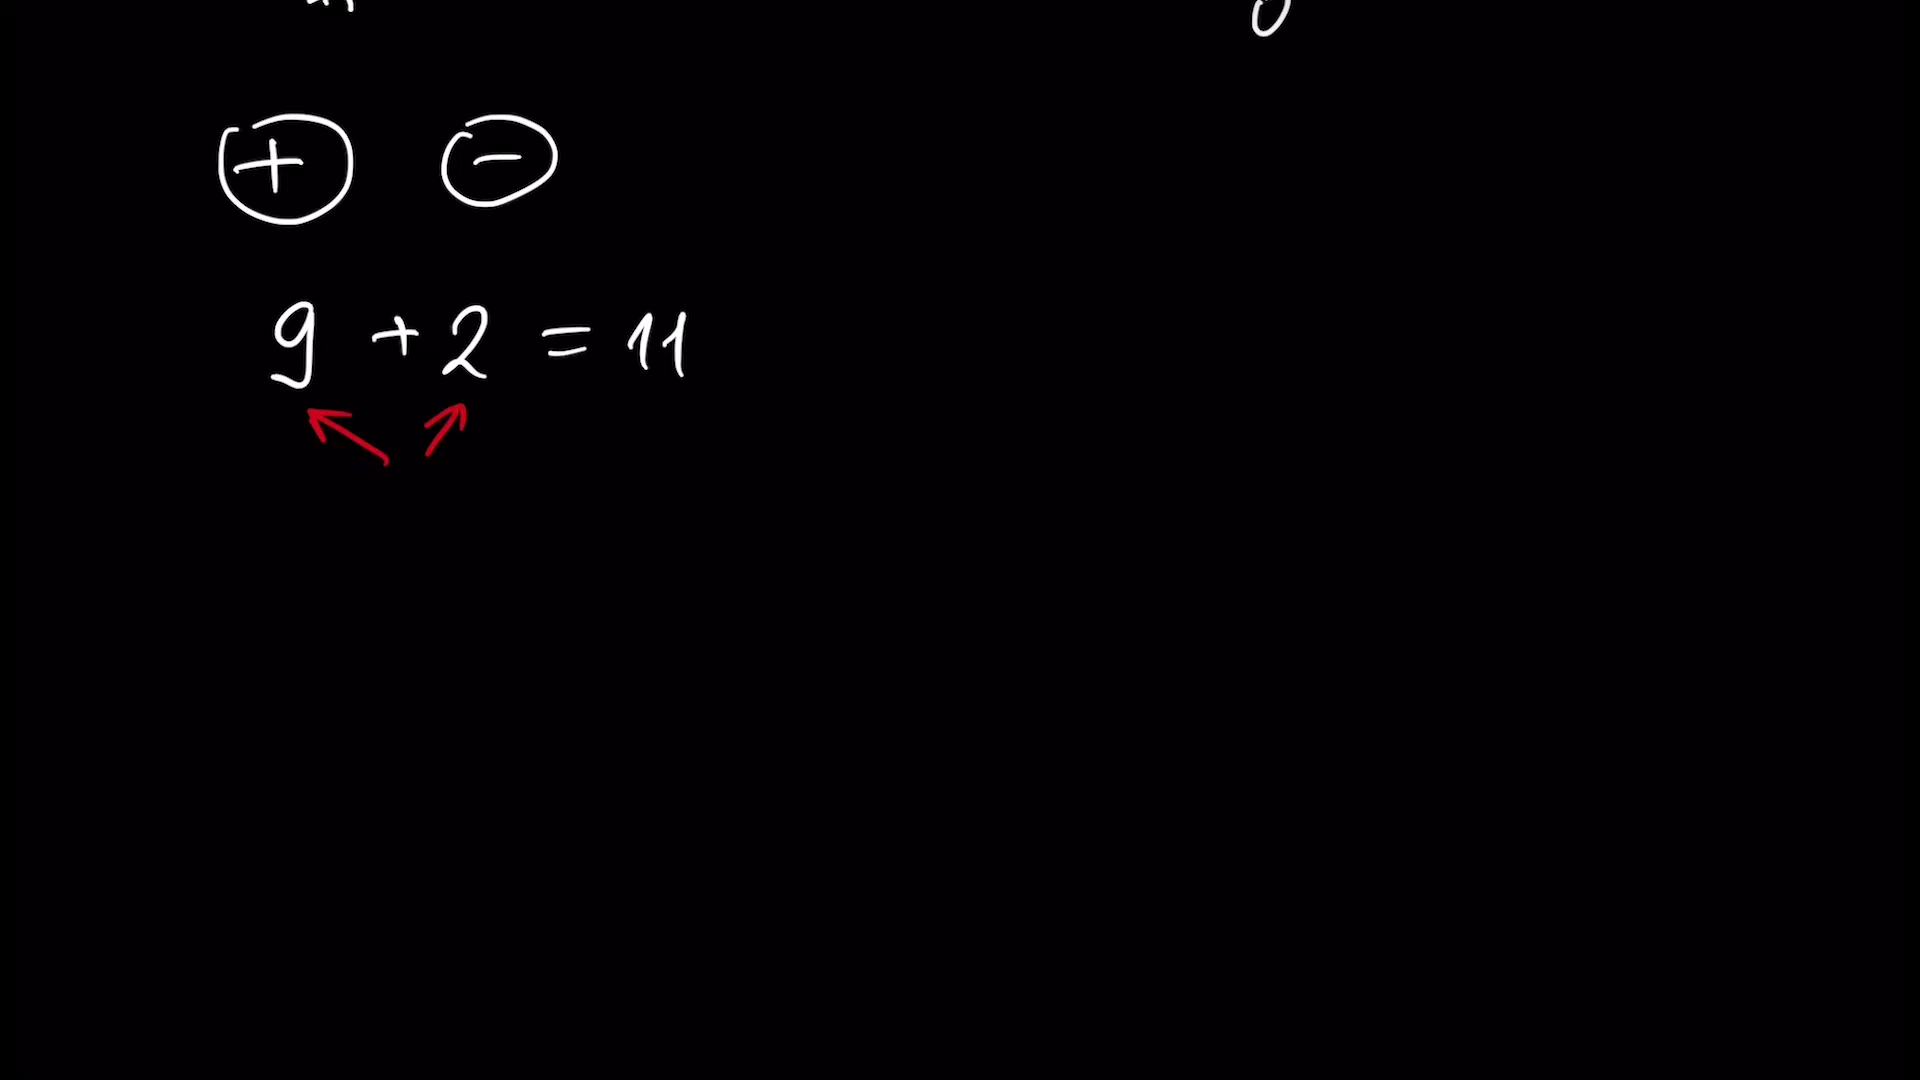 + -
9 + 2 = 11